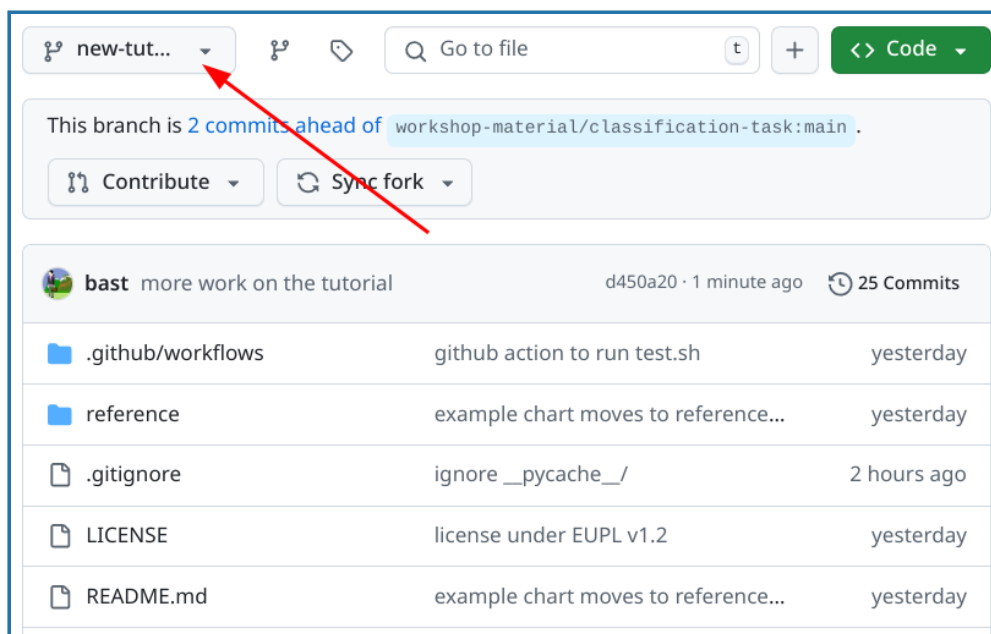 new-tut... Go to file t + <> Code
This branch is 2 commits ahead of workshop-material/classification-task:main .
Contribute Sync fork
bast more work on the tutorial d450a20 · 1 minute ago 25 Commits
.github/workflows github action to run test.sh yesterday
reference example chart moves to reference... yesterday
.gitignore ignore __pycache__/ 2 hours ago
LICENSE license under EUPL v1.2 yesterday
README.md example chart moves to reference... yesterday